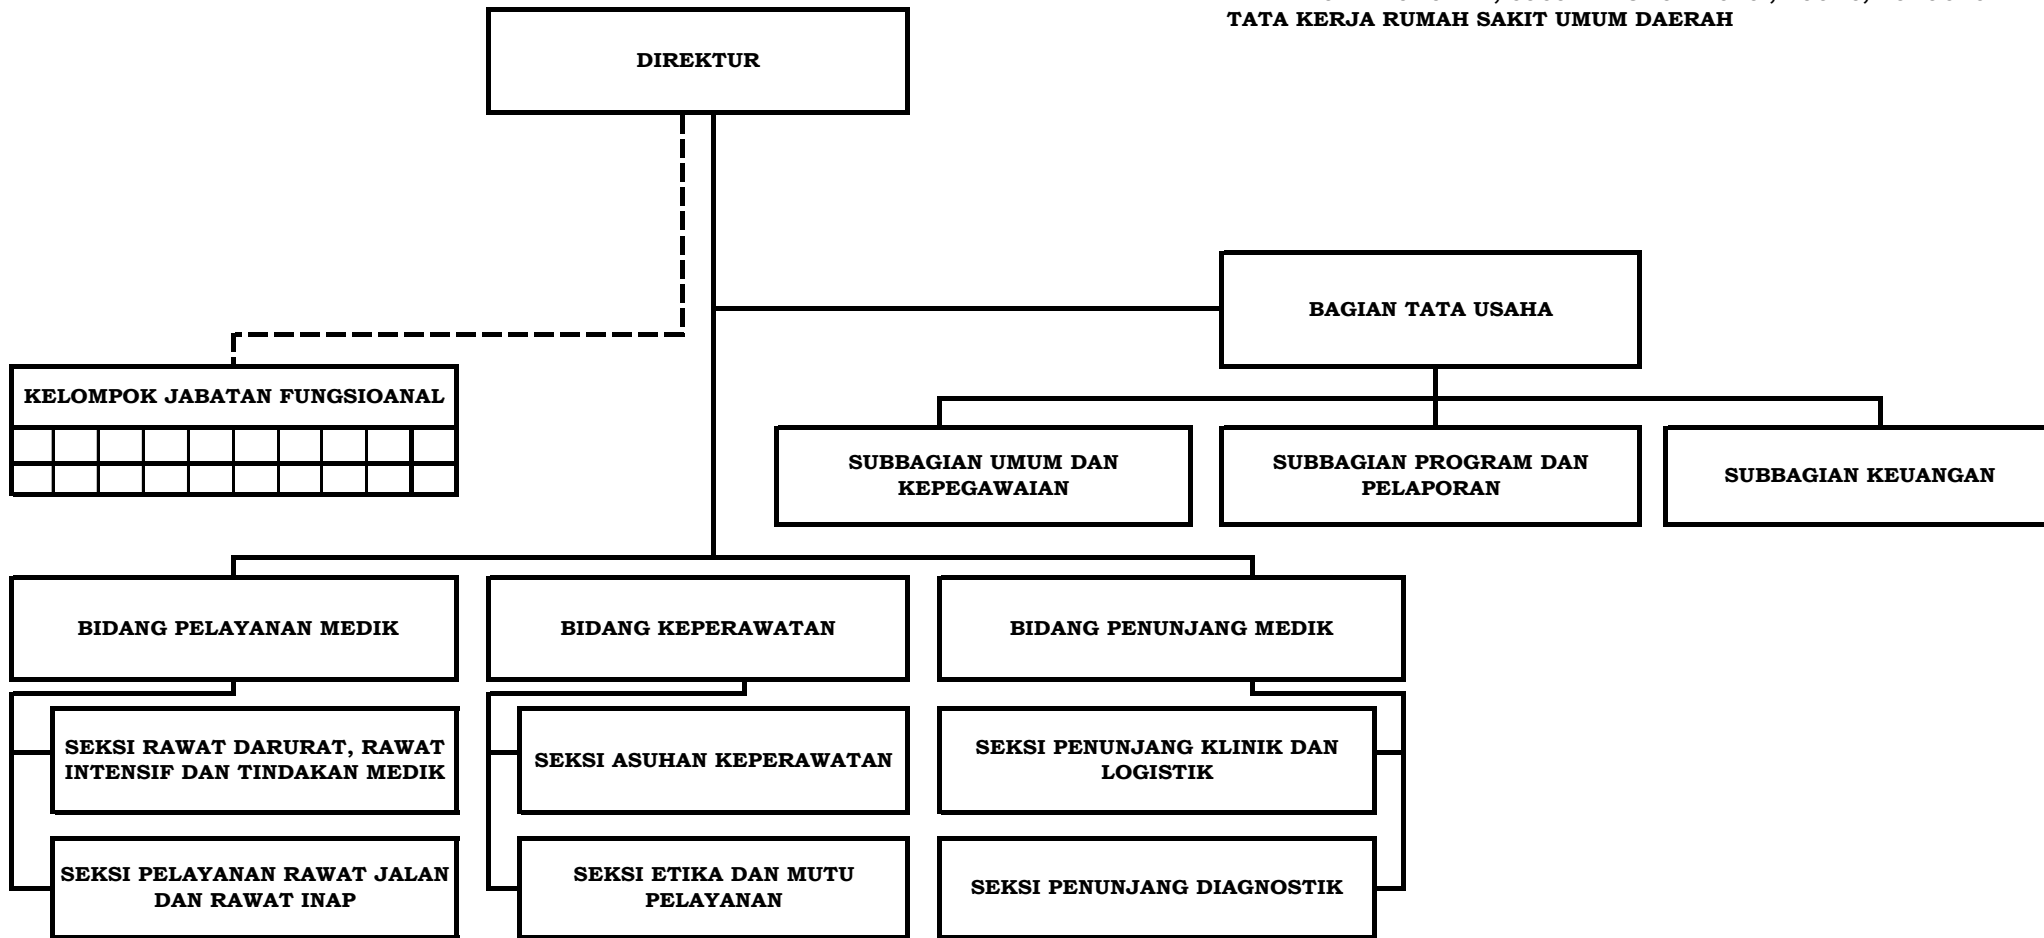 TATA KERJA RUMAH SAKIT UMUM DAERAH
DIREKTUR
BAGIAN TATA USAHA
KELOMPOK JABATAN FUNGSIOANAL
SUBBAGIAN UMUM DAN
KEPEGAWAIAN
SUBBAGIAN PROGRAM DAN
PELAPORAN
SUBBAGIAN KEUANGAN
BIDANG PELAYANAN MEDIK
BIDANG KEPERAWATAN
BIDANG PENUNJANG MEDIK
SEKSI RAWAT DARURAT, RAWAT
INTENSIF DAN TINDAKAN MEDIK
SEKSI ASUHAN KEPERAWATAN
SEKSI PENUNJANG KLINIK DAN
LOGISTIK
SEKSI PELAYANAN RAWAT JALAN
DAN RAWAT INAP
SEKSI ETIKA DAN MUTU
PELAYANAN
SEKSI PENUNJANG DIAGNOSTIK